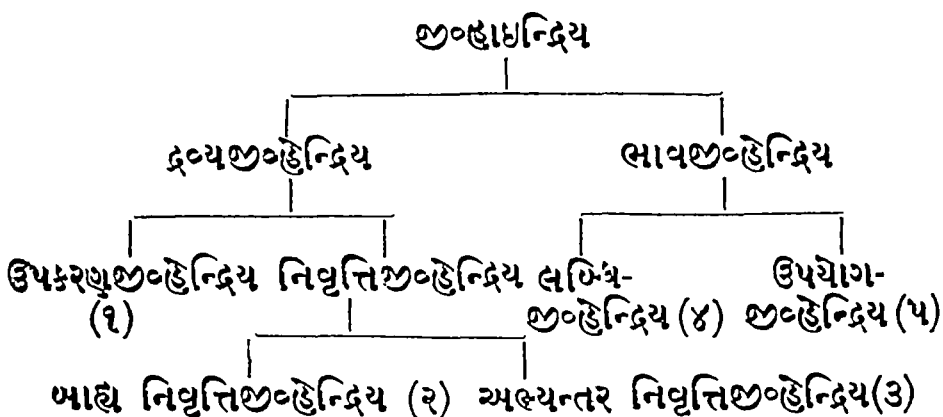 જીવ્હાઇન્દ્રિય
દ્રવ્યજીવ્હેન્દ્રિય ભાવજીવ્હેન્દ્રિય
ઉપકરણજીવ્હેન્દ્રિય નિવૃત્તિજીવ્હેન્દ્રિય લબ્ધિ- ઉપયોગ-
(૧) જીવ્હેન્દ્રિય (૪) જીવ્હેન્દ્રિય (૫)
બાહ્ય નિવૃત્તિજીવ્હેન્દ્રિય (૨) અભ્યન્તર નિવૃત્તિજીવ્હેન્દ્રિય(૩)